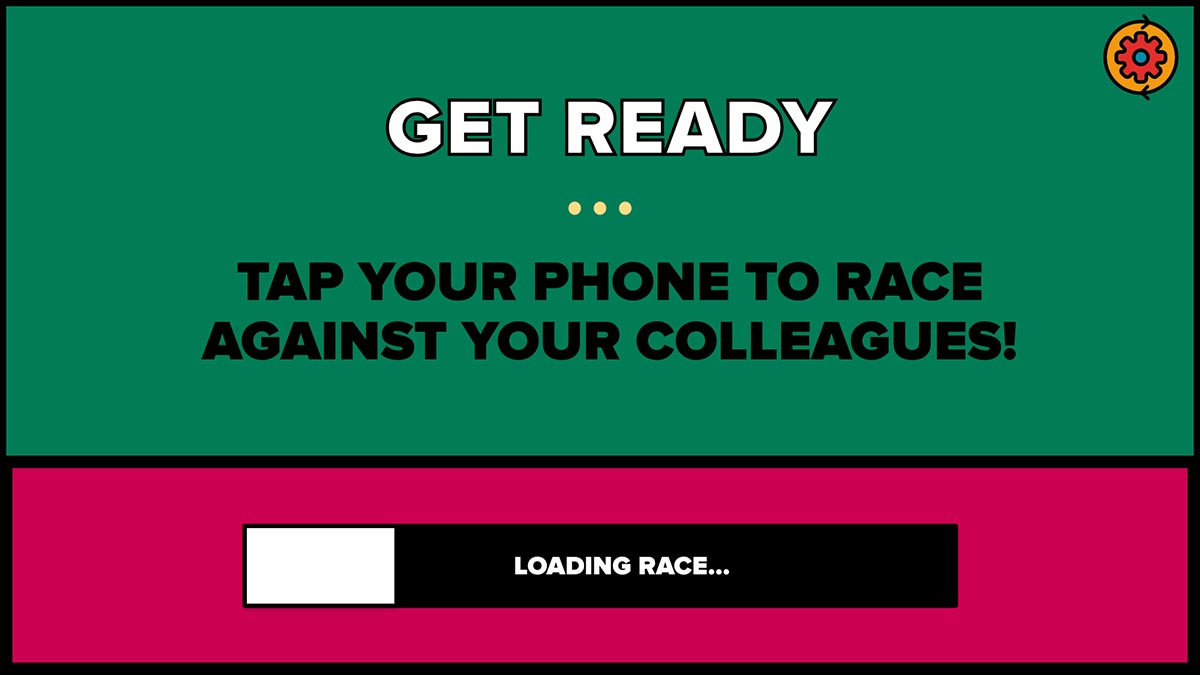 GET READY
TAP YOUR PHONE TO RACE
AGAINST YOUR COLLEAGUES!
LOADING RACE...